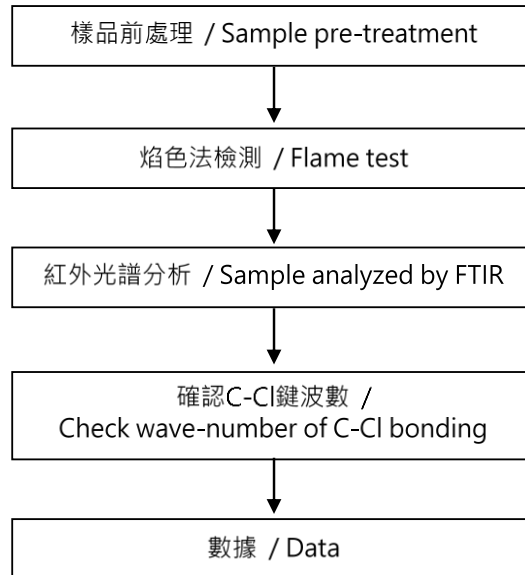 樣品前處理 / Sample pre-treatment
焰色法檢測 / Flame test
紅外光譜分析 / Sample analyzed by FTIR
確認C-Cl鍵波數 /
Check wave-number of C-Cl bonding
數據 / Data